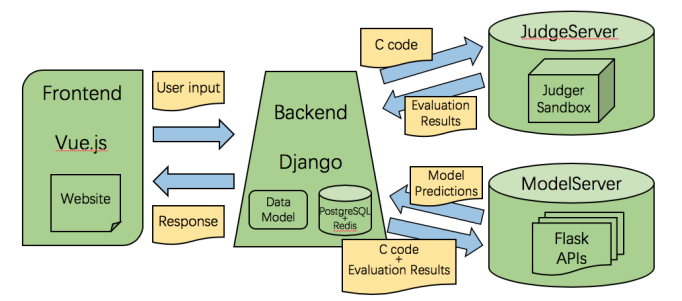 Frontend
Vue.js
Website
User input
Response
Backend
Django
Data
Model
PostgreSQL
+
Redis
C code
Evaluation
Results
JudgeServer
Judger
Sandbox
Model
Predictions
C code
+
Evaluation Results
ModelServer
Flask
APIs